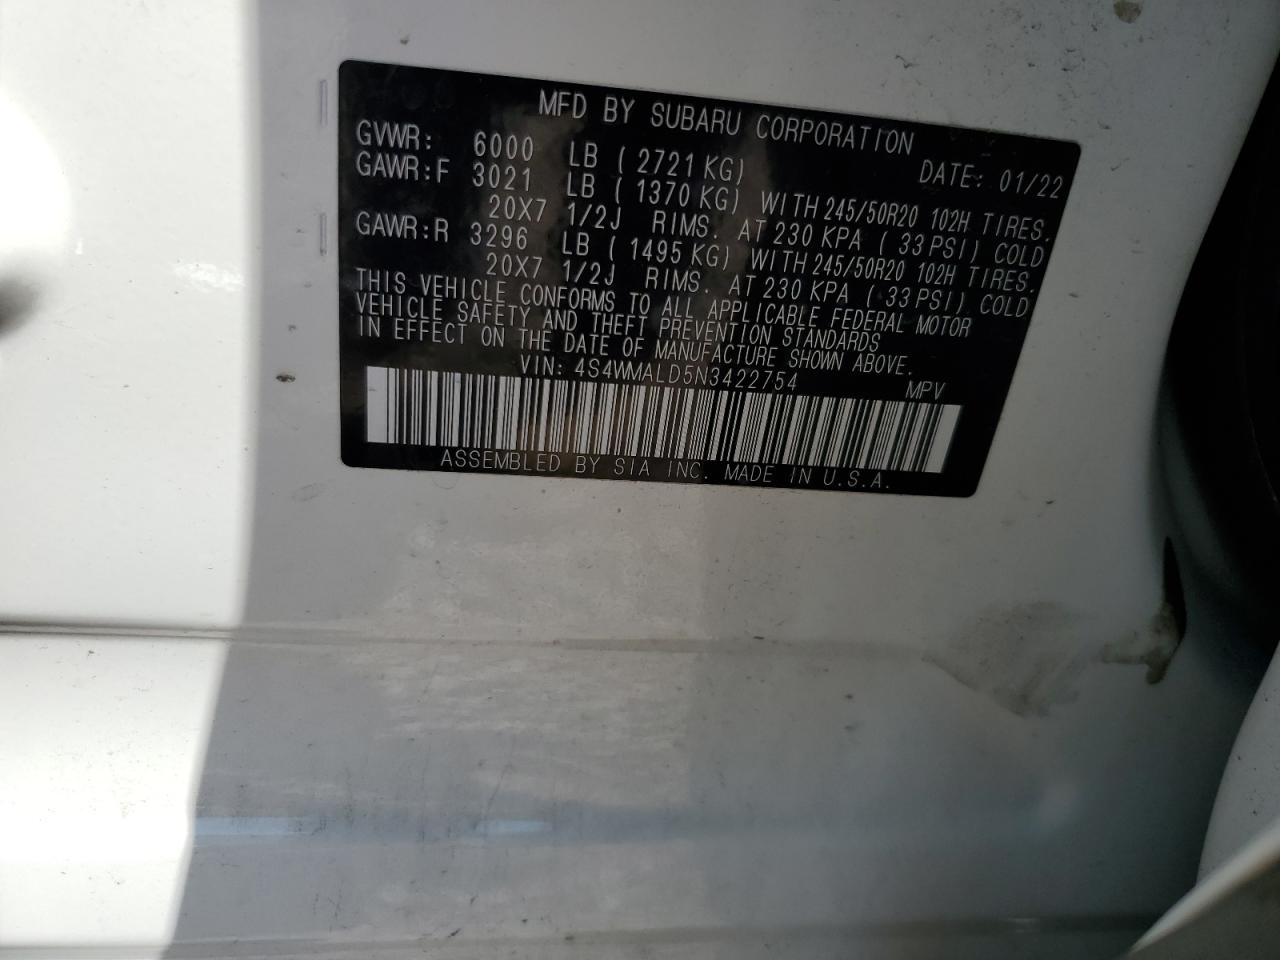 MFD BY SUBARU CORPORATION
DATE: 01/22
GVWR: 6000 LB ( 2721 KG)
GAWR:F 3021 LB ( 1370 KG) WITH 245/50R20 102H TIRES.
20X7 1/2J RIMS. AT 230 KPA ( 33 PSI) COLD
GAWR:R 3296 LB ( 1495 KG) WITH 245/50R20 102H TIRES.
20X7 1/2J RIMS. AT 230 KPA ( 33 PSI) COLD
THIS VEHICLE CONFORMS TO ALL APPLICABLE FEDERAL MOTOR
VEHICLE SAFETY AND THEFT PREVENTION STANDARDS
IN EFFECT ON THE DATE OF MANUFACTURE SHOWN ABOVE.
VIN: 4S4WMALD5N3422754 MPV
ASSEMBLED BY SIA INC. MADE IN U.S.A.